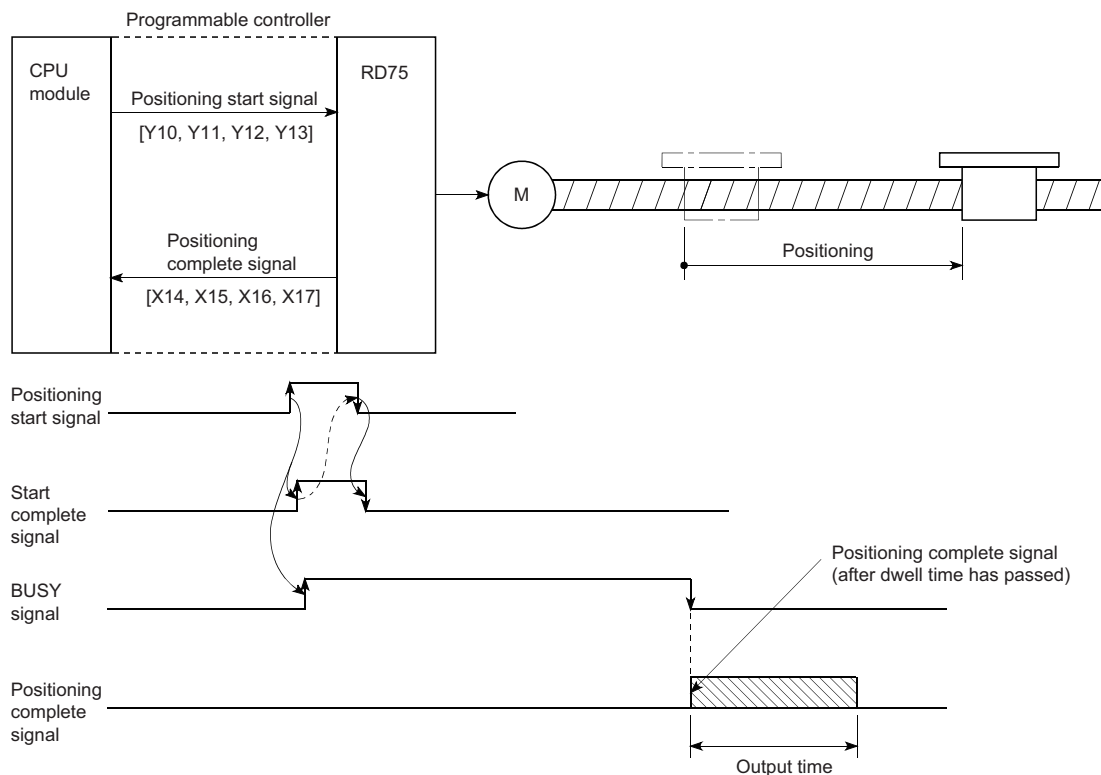 Programmable controller
CPU
module
RD75
Positioning start signal
[Y10, Y11, Y12, Y13]
M
Positioning
complete signal
[X14, X15, X16, X17]
Positioning
Positioning
start signal
Start
complete
signal
BUSY
signal
Positioning complete signal
(after dwell time has passed)
Positioning
complete
signal
Output time